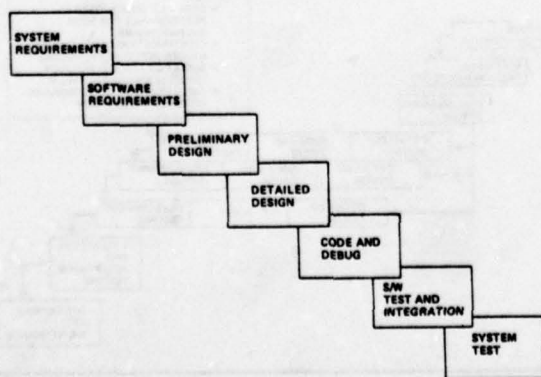 SYSTEM
REQUIREMENTS
SOFTWARE
REQUIREMENTS
PRELIMINARY
DESIGN
DETAILED
DESIGN
CODE AND
DEBUG
S/W
TEST AND
INTEGRATION
SYSTEM
TEST